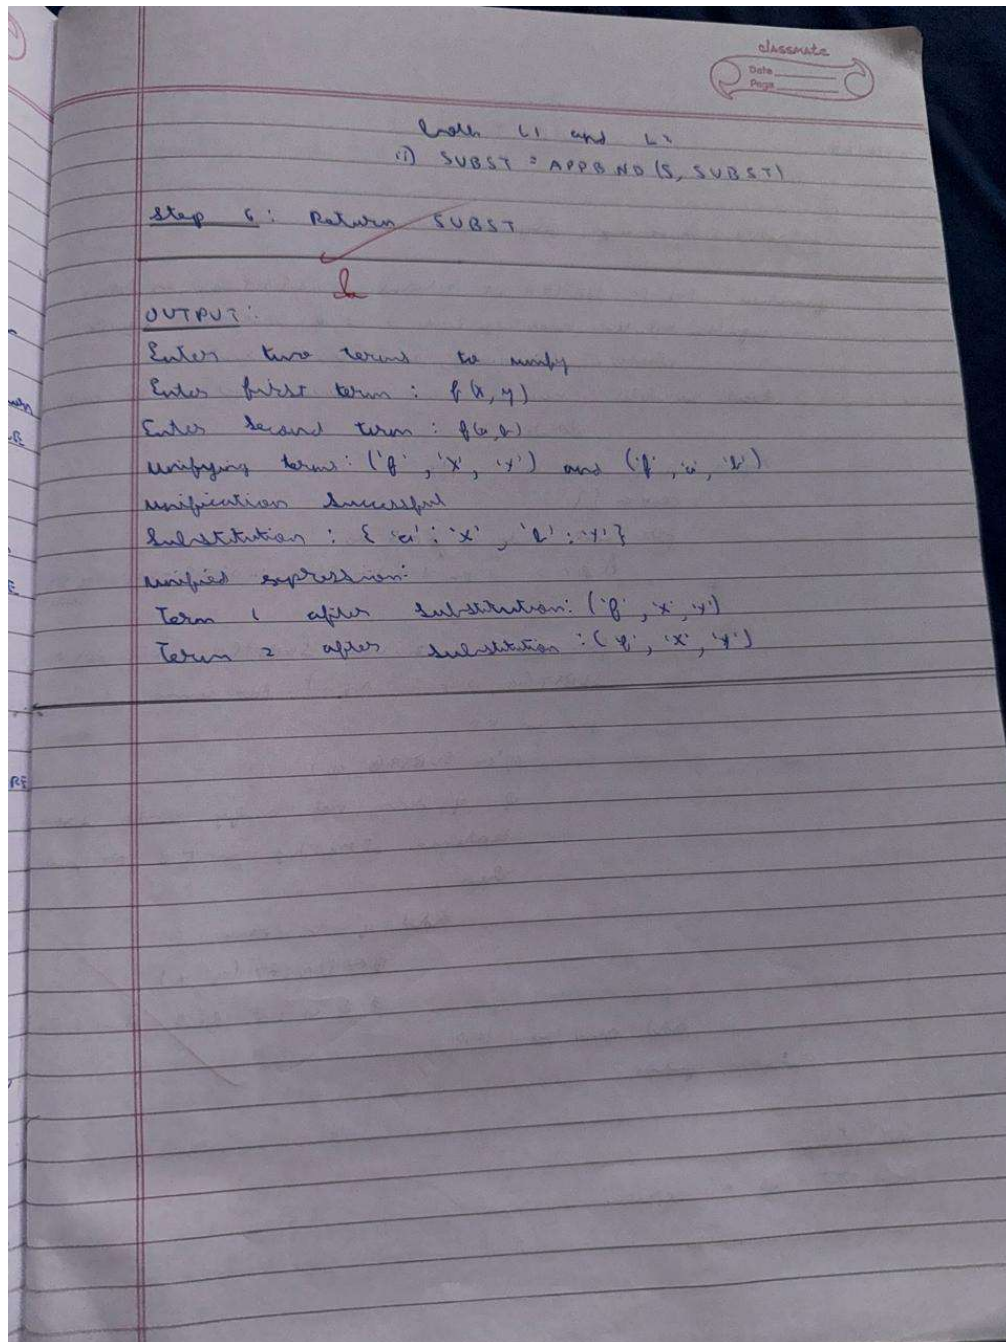 classmate
Date
Page
both L1 and L2
ii) SUBST = APPEND (S, SUBST)
Step 6: Return SUBST
OUTPUT:
Enter two terms to unify
Enter first term : f(x, y)
Enter second term : f(a, b)
unifying terms: ('f', 'x', 'y') and ('f', 'a', 'b')
unification successful
Substitution : { 'a': 'x', 'b': 'y'}
unified expression:
Term 1 after substitution: ('f', 'x', 'y')
Term 2 after substitution : ('f', 'x', 'y')
RE